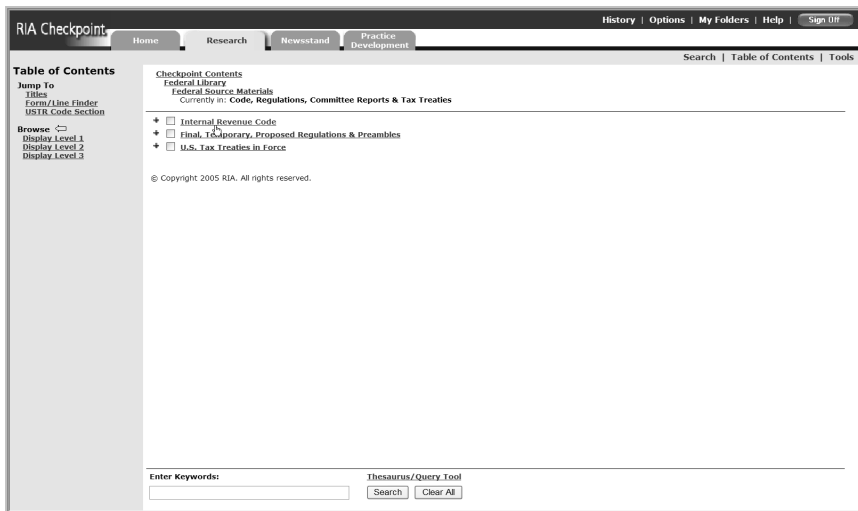 RIA Checkpoint
History | Options | My Folders | Help | Sign Off
Home Research Newsstand Practice Development
Search | Table of Contents | Tools
Table of Contents
Jump To
Titles
Form/Line Finder
USTR Code Section
Browse
Display Level 1
Display Level 2
Display Level 3
Checkpoint Contents
Federal Library
Federal Source Materials
Currently in: Code, Regulations, Committee Reports & Tax Treaties
Internal Revenue Code
Final, Temporary, Proposed Regulations & Preambles
U.S. Tax Treaties in Force
© Copyright 2005 RIA. All rights reserved.
Enter Keywords: Thesaurus/Query Tool
Search Clear All